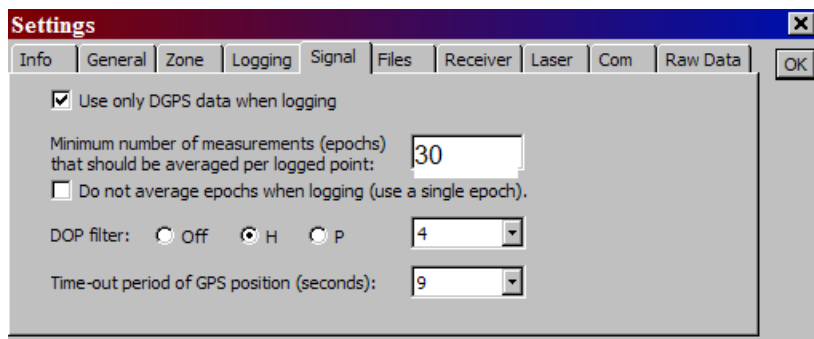 Settings
Info General Zone Logging Signal Files Receiver Laser Com Raw Data OK
Use only DGPS data when logging
Minimum number of measurements (epochs)
that should be averaged per logged point: 30
Do not average epochs when logging (use a single epoch).
DOP filter: Off H P 4
Time-out period of GPS position (seconds): 9